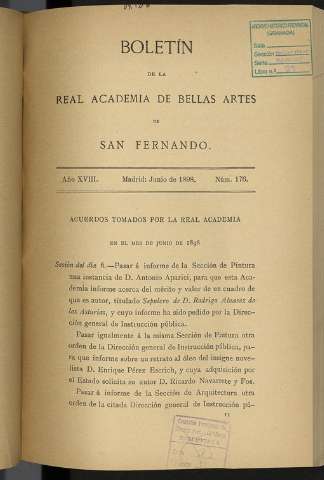 BOLETÍN
DE LA
REAL ACADEMIA DE BELLAS ARTES
DE
SAN FERNANDO.
Año XVIII. Madrid: Junio de 1898. Núm. 176.
ACUERDOS TOMADOS POR LA REAL ACADEMIA
EN EL MES DE JUNIO DE 1898
Sesión del día 6.—Pasar á informe de la Sección de Pintura
una instancia de D. Antonio Aparici, para que esta Aca-
demia informe acerca del mérito y valor de un cuadro de
que es autor, titulado Sepelero de D. Rodrigo Alvarez de
las Asturias, y cuyo informe ha sido pedido por la Direc-
ción general de Instrucción pública.
Pasar igualmente á la misma Sección de Pintura otra
orden de la Dirección general de Instrucción pública, pa-
ra que informe sobre un retrato al óleo del insigne nove-
lista D. Enrique Pérez Escrich, y cuya adquisición por
el Estado solicita su autor D. Ricardo Navarrete y Fos.
Pasar á informe de la Sección de Arquitectura otra
orden de la citada Dirección general de Instrucción pú-
(GRANADA)
Sala
Sección
Serie
Libro n.º